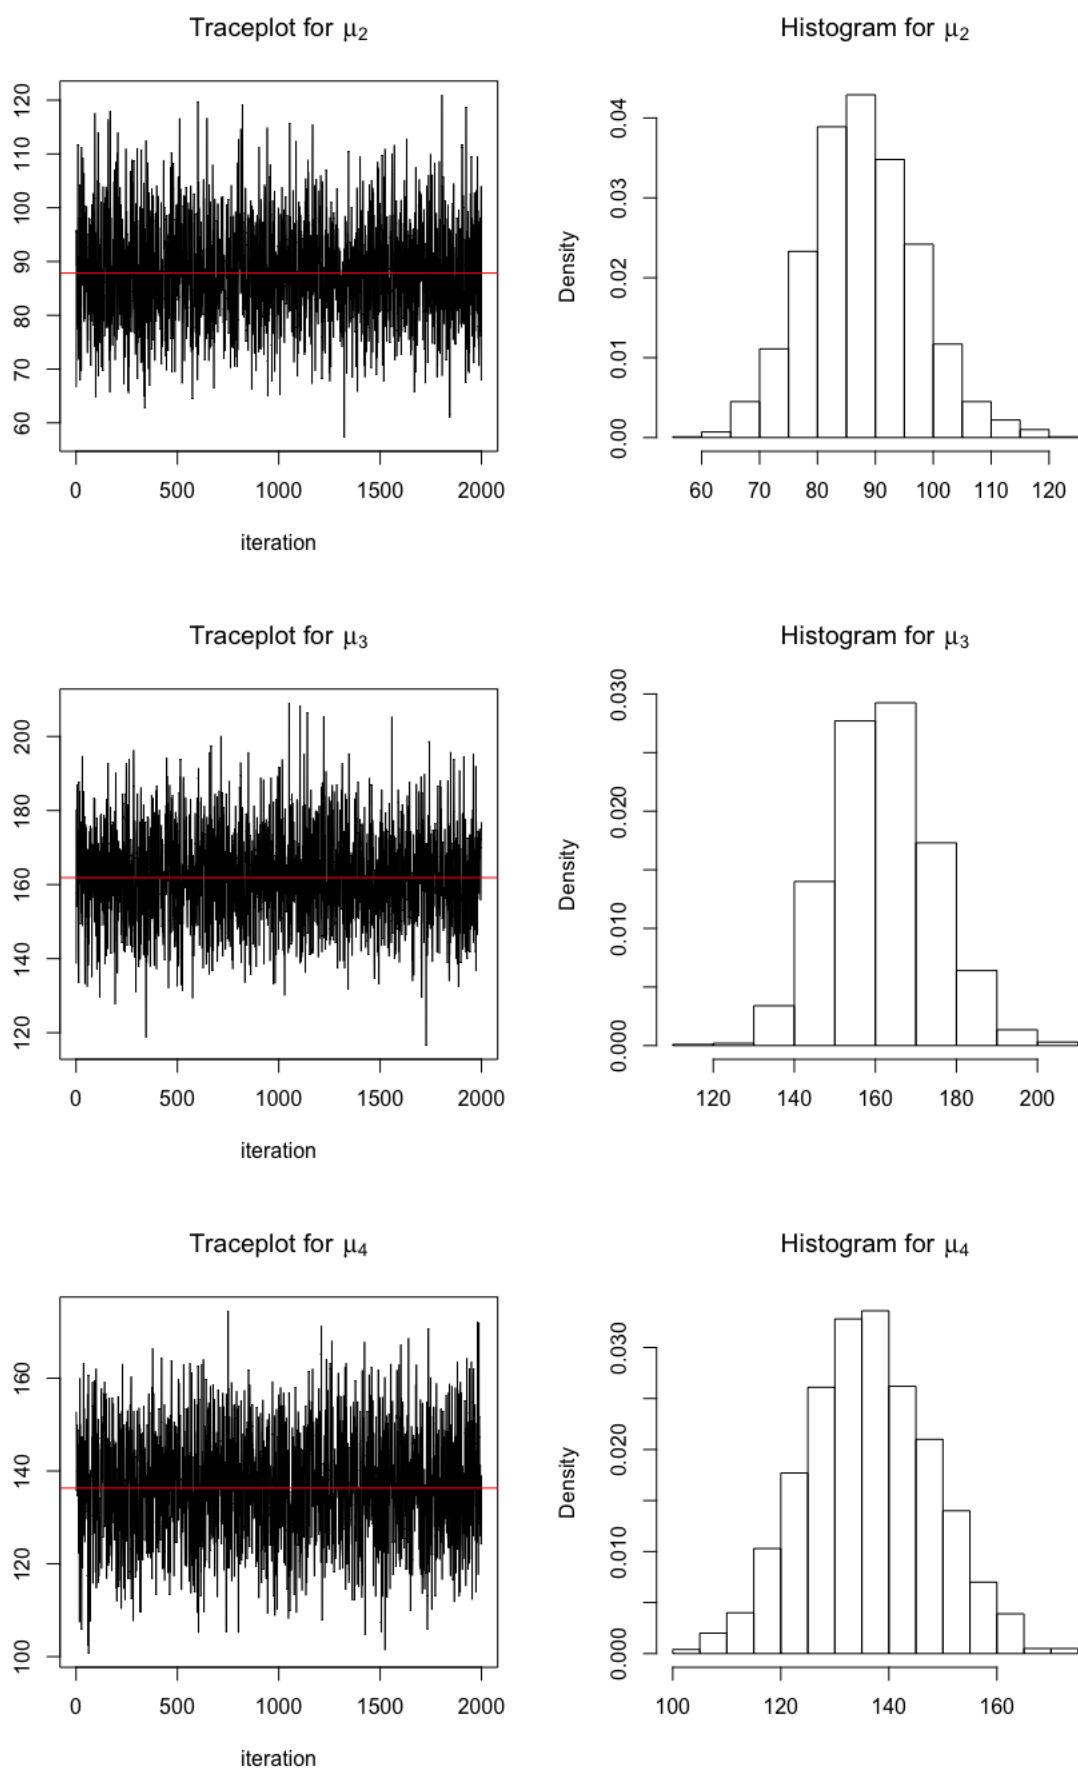 Traceplot for μ₂
120
110
100
90
80
70
60
0 500 1000 1500 2000
iteration
Histogram for μ₂
Density
0.04
0.03
0.02
0.01
0.00
60 70 80 90 100 110 120
Traceplot for μ₃
200
180
160
140
120
0 500 1000 1500 2000
iteration
Histogram for μ₃
Density
0.030
0.020
0.010
0.000
120 140 160 180 200
Traceplot for μ₄
160
140
120
100
0 500 1000 1500 2000
iteration
Histogram for μ₄
Density
0.030
0.020
0.010
0.000
100 120 140 160